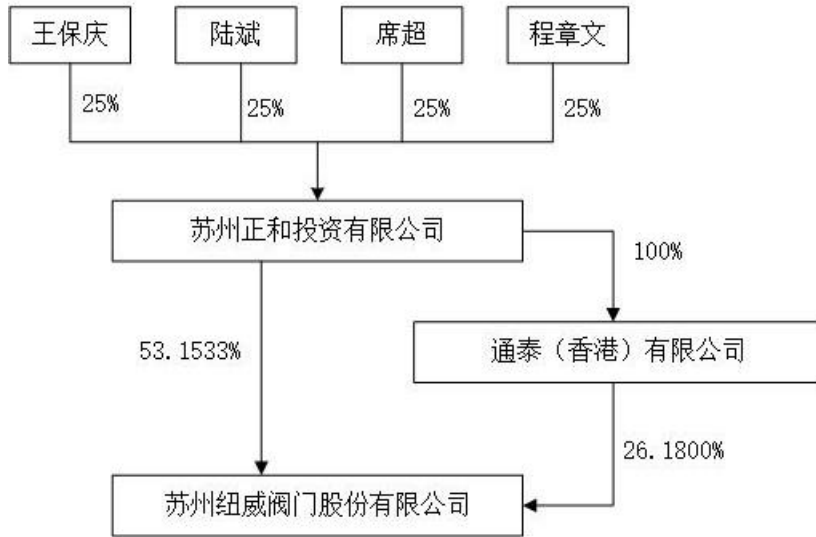 王保庆
陆斌
席超
程章文
25%
25%
25%
25%
苏州正和投资有限公司
100%
53.1533%
通泰（香港）有限公司
26.1800%
苏州纽威阀门股份有限公司